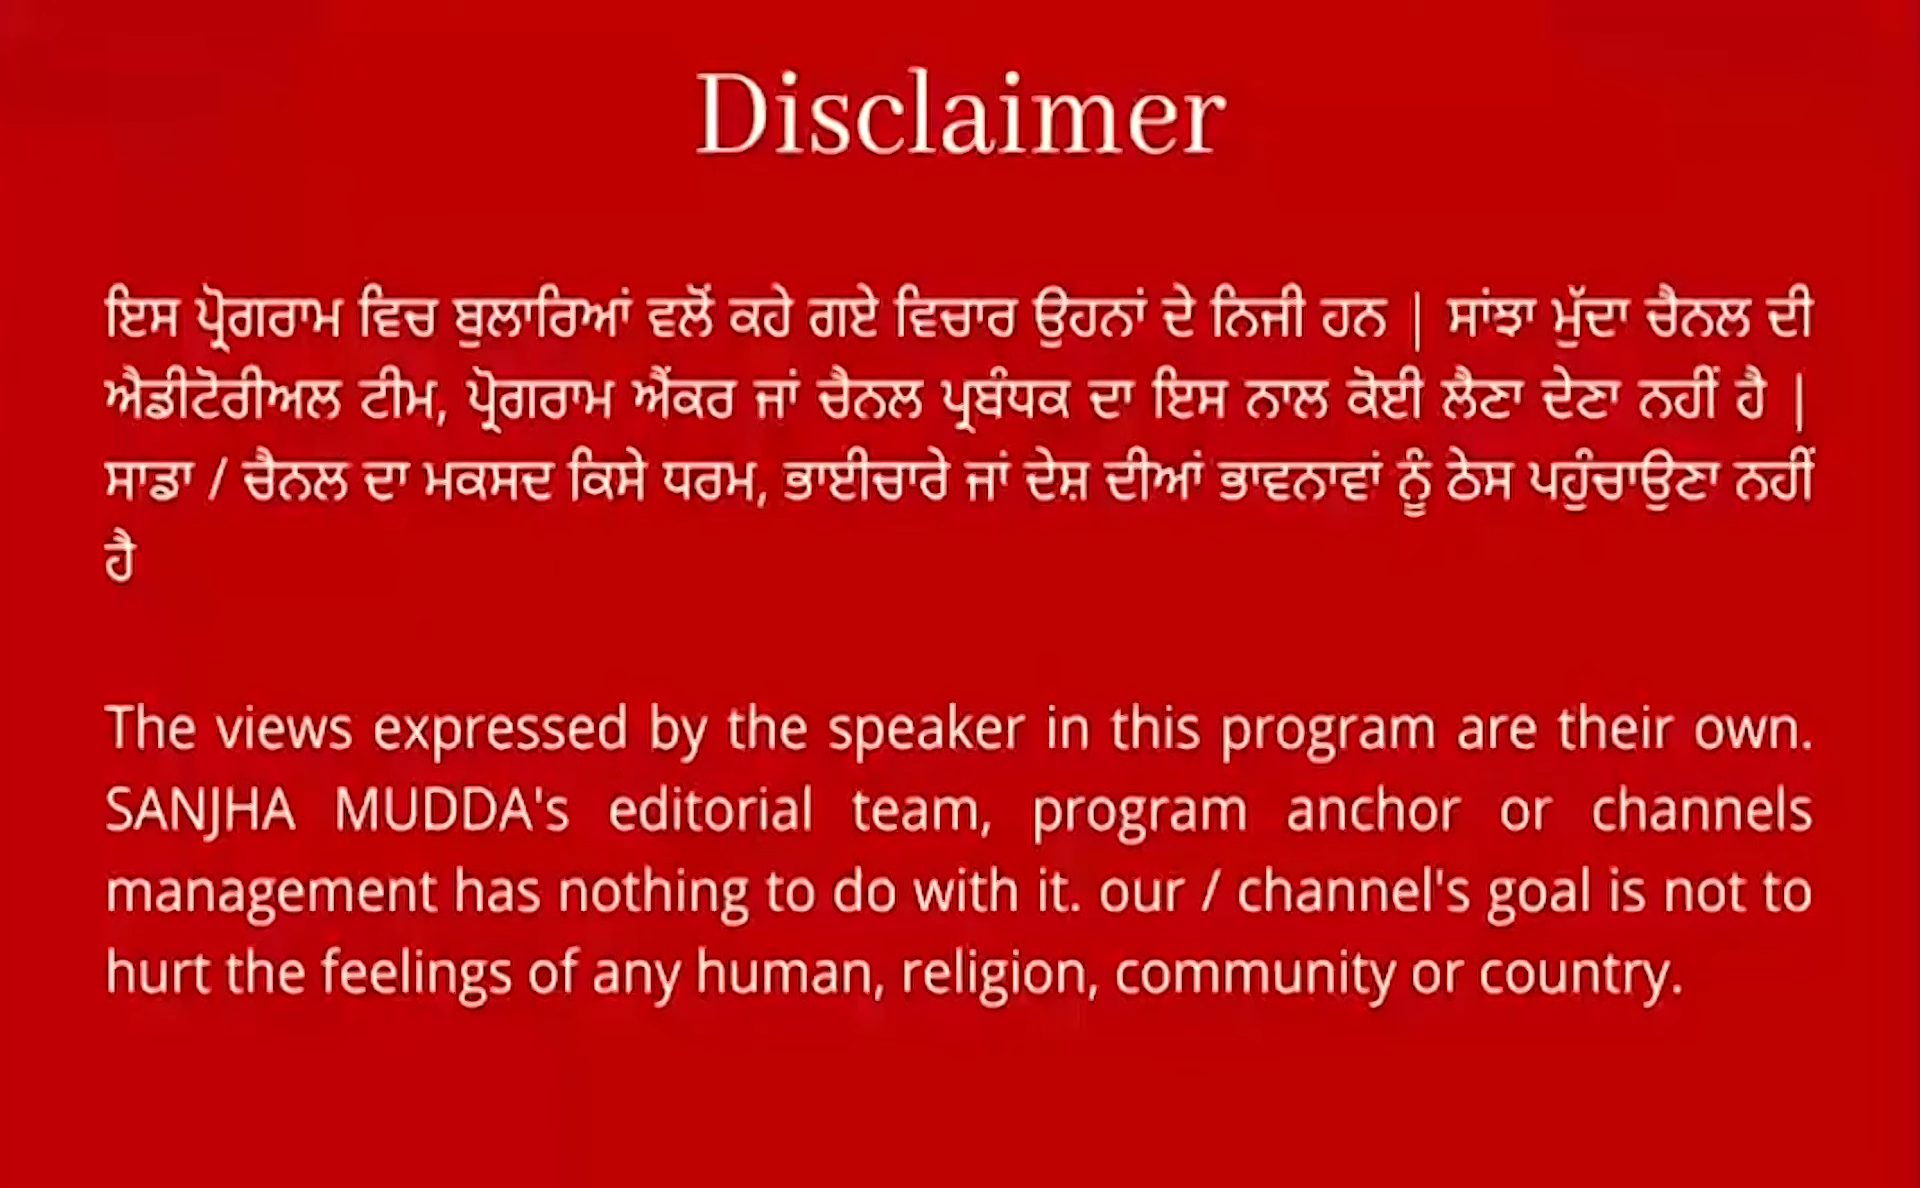 Disclaimer
ਇਸ ਪ੍ਰੋਗਰਾਮ ਵਿਚ ਬੁਲਾਰਿਆਂ ਵਲੋਂ ਕਹੇ ਗਏ ਵਿਚਾਰ ਉਹਨਾਂ ਦੇ ਨਿਜੀ ਹਨ | ਸਾਂਝਾ ਮੁੱਦਾ ਚੈਨਲ ਦੀ
ਐਡੀਟੋਰੀਅਲ ਟੀਮ, ਪ੍ਰੋਗਰਾਮ ਐਂਕਰ ਜਾਂ ਚੈਨਲ ਪ੍ਰਬੰਧਕ ਦਾ ਇਸ ਨਾਲ ਕੋਈ ਲੈਣਾ ਦੇਣਾ ਨਹੀਂ ਹੈ |
ਸਾਡਾ / ਚੈਨਲ ਦਾ ਮਕਸਦ ਕਿਸੇ ਧਰਮ, ਭਾਈਚਾਰੇ ਜਾਂ ਦੇਸ਼ ਦੀਆਂ ਭਾਵਨਾਵਾਂ ਨੂੰ ਠੇਸ ਪਹੁੰਚਾਉਣਾ ਨਹੀਂ
ਹੈ
The views expressed by the speaker in this program are their own.
SANJHA MUDDA's editorial team, program anchor or channels
management has nothing to do with it. our / channel's goal is not to
hurt the feelings of any human, religion, community or country.